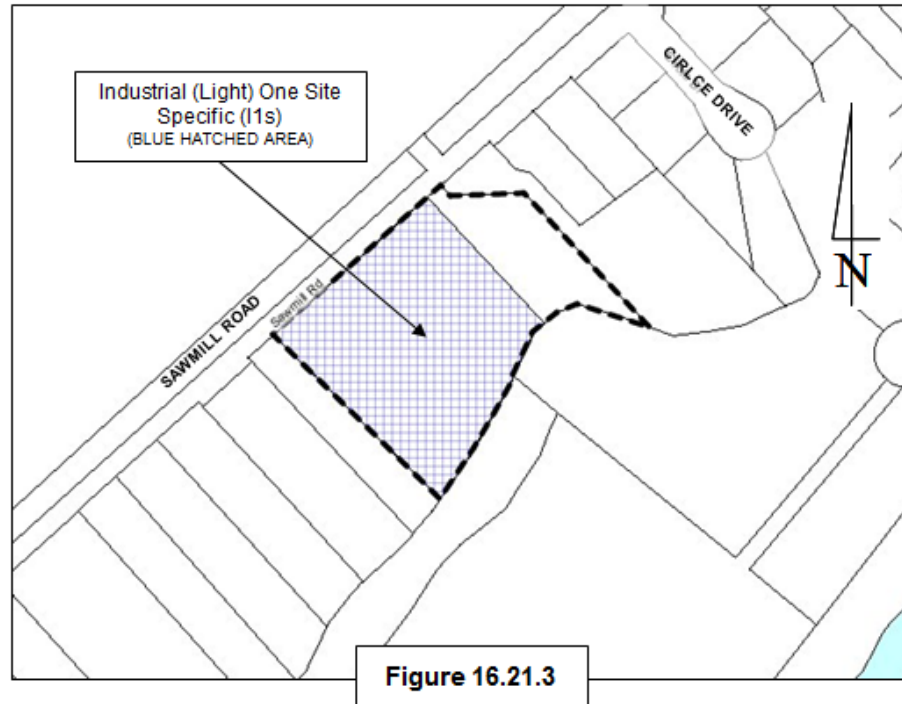 Industrial (Light) One Site
Specific (I1s)
(BLUE HATCHED AREA)
CIRLCE DRIVE
N
Sawmill Rd
SAWMILL ROAD
Figure 16.21.3